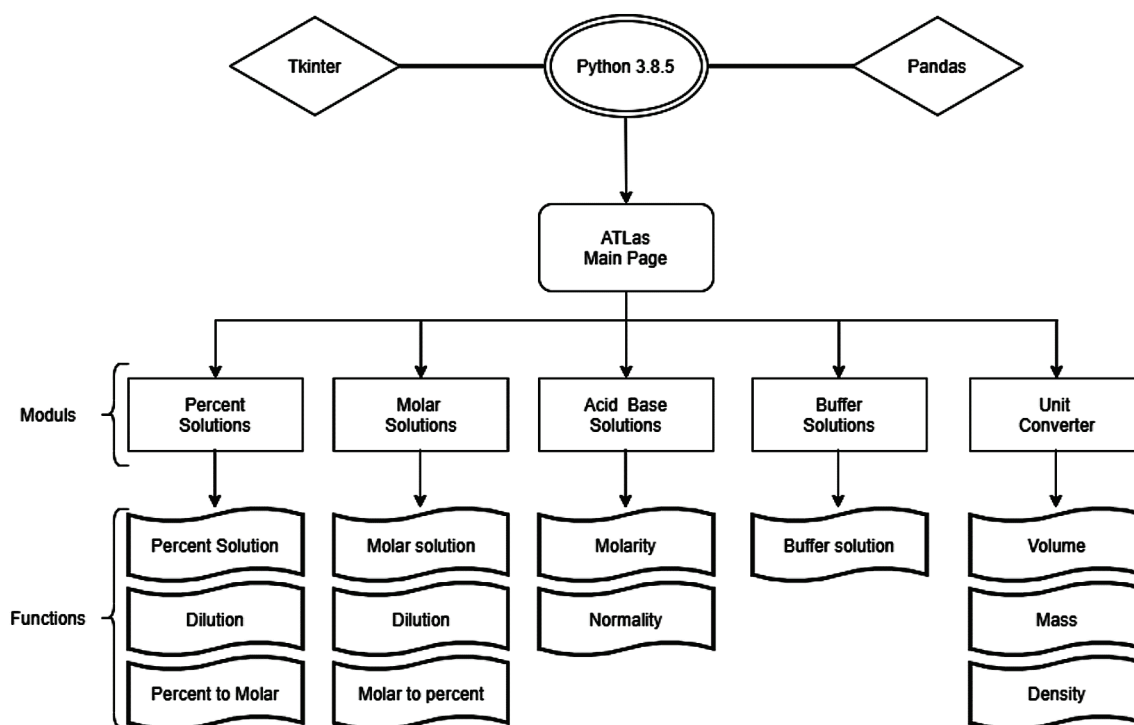 Tkinter
Python 3.8.5
Pandas
ATLas
Main Page
Moduls
Percent
Solutions
Molar
Solutions
Acid Base
Solutions
Buffer
Solutions
Unit
Converter
Functions
Percent Solution
Molar solution
Molarity
Buffer solution
Volume
Dilution
Dilution
Normality
Mass
Percent to Molar
Molar to percent
Density